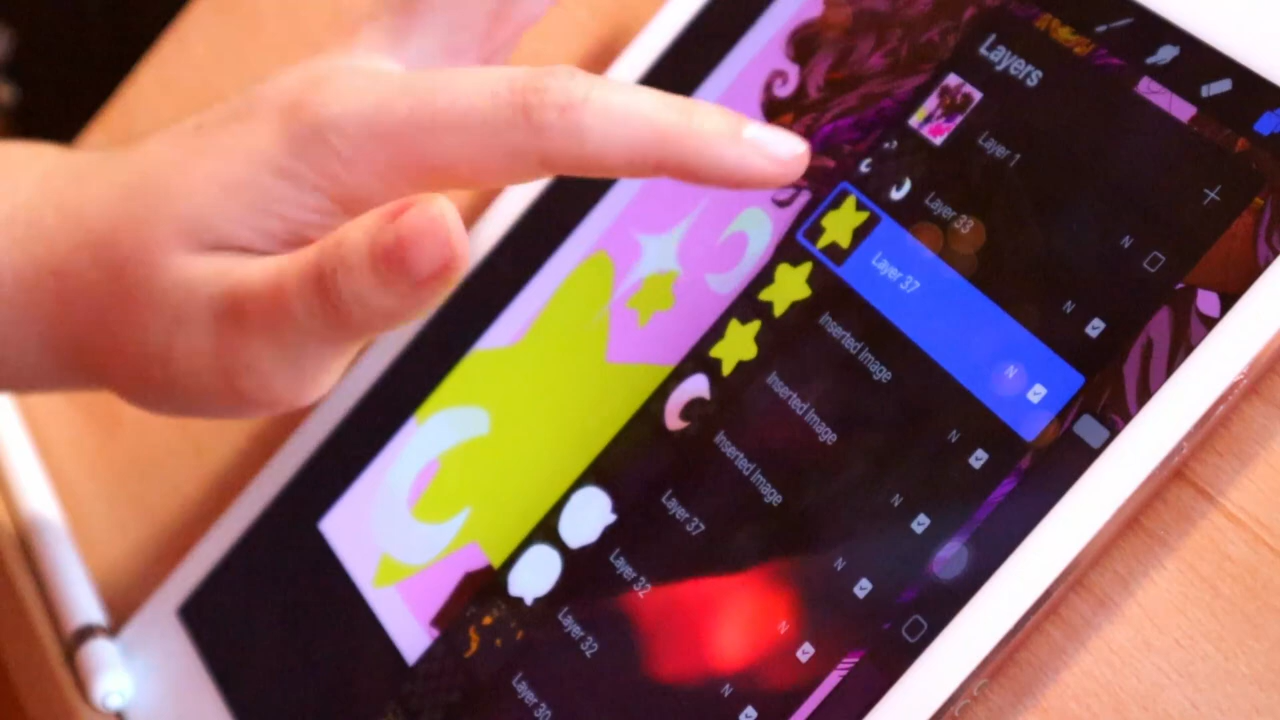 Layers
Layer 1
Layer 33
N
Layer 37
N
Inserted Image
N
Inserted Image
N
Inserted Image
N
Layer 37
N
Layer 32
N
Layer 32
N
Layer 30